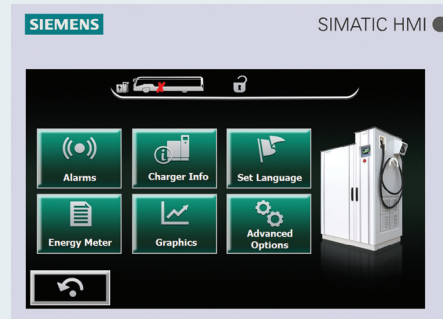 SIEMENS
SIMATIC HMI
Alarms
Charger Info
Set Language
Energy Meter
Graphics
Advanced
Options